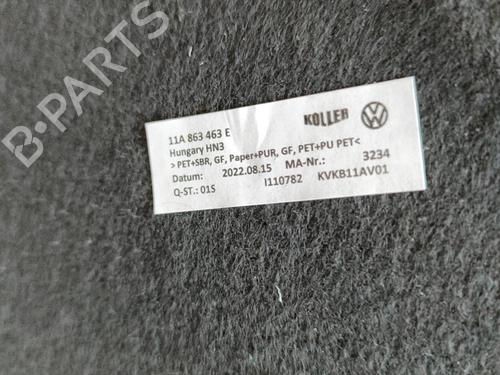 B-PARTS
11A 863 463 E
KOLLER
Hungary HN3
> PET+SBR, GF, Paper+PUR, GF, PET+PU PET<
Datum: 2022.08.15 MA-Nr.: 3234
Q-ST.: 01S I110782 KVKB11AV01